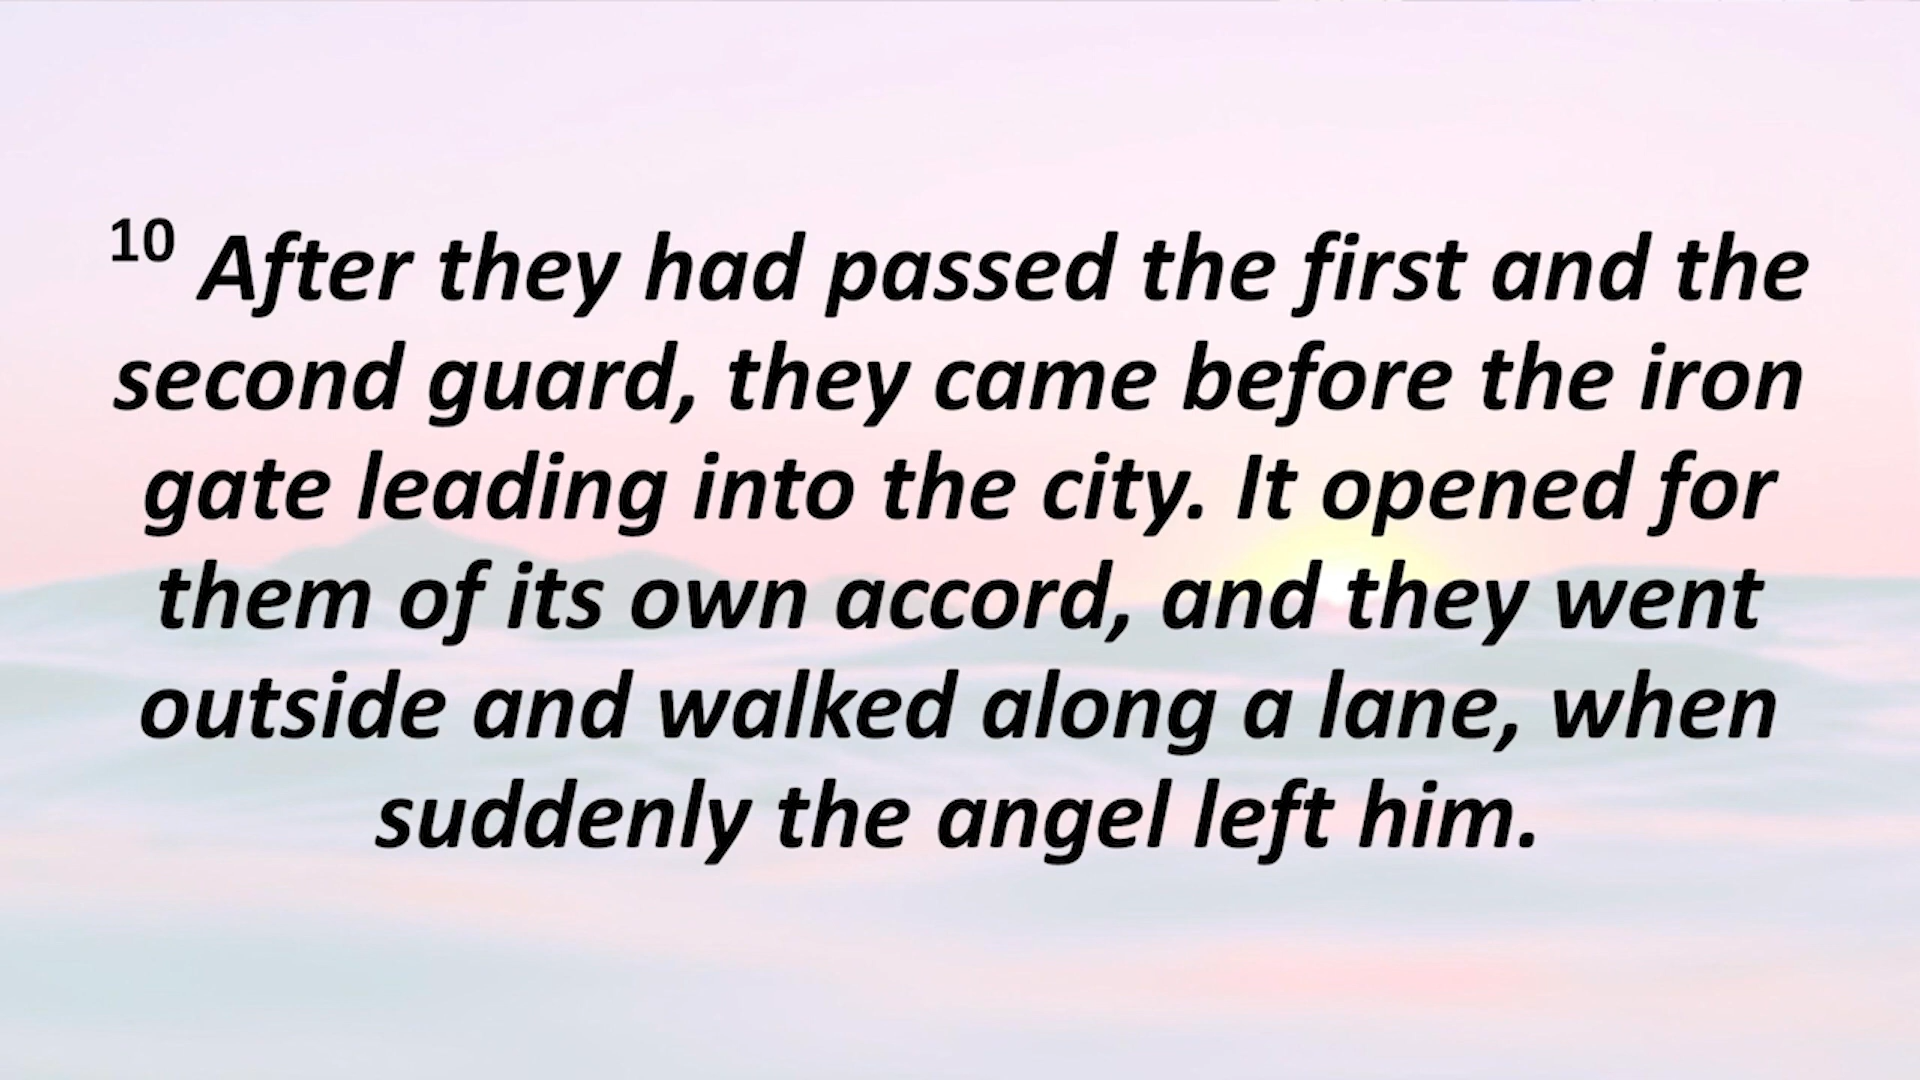 10 After they had passed the first and the
second guard, they came before the iron
gate leading into the city. It opened for
them of its own accord, and they went
outside and walked along a lane, when
suddenly the angel left him.